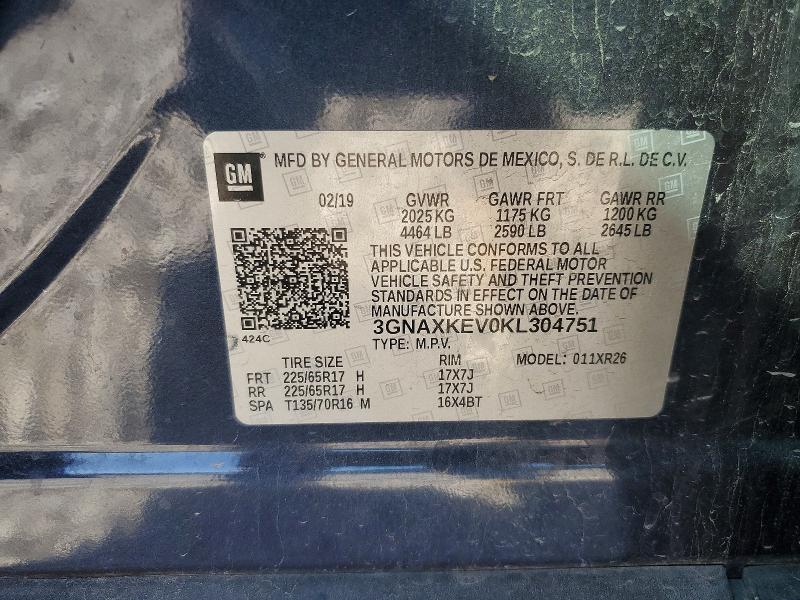 GM MFD BY GENERAL MOTORS DE MEXICO, S. DE R.L. DE C.V.
02/19 GVWR GAWR FRT GAWR RR
2025 KG 1175 KG 1200 KG
4464 LB 2590 LB 2645 LB
THIS VEHICLE CONFORMS TO ALL
APPLICABLE U.S. FEDERAL MOTOR
VEHICLE SAFETY AND THEFT PREVENTION
STANDARDS IN EFFECT ON THE DATE OF
MANUFACTURE SHOWN ABOVE.
3GNAXKEV0KL304751
424C
TYPE: M.P.V.
TIRE SIZE RIM MODEL: 011XR26
FRT 225/65R17 H 17X7J
RR 225/65R17 H 17X7J
SPA T135/70R16 M 16X4BT